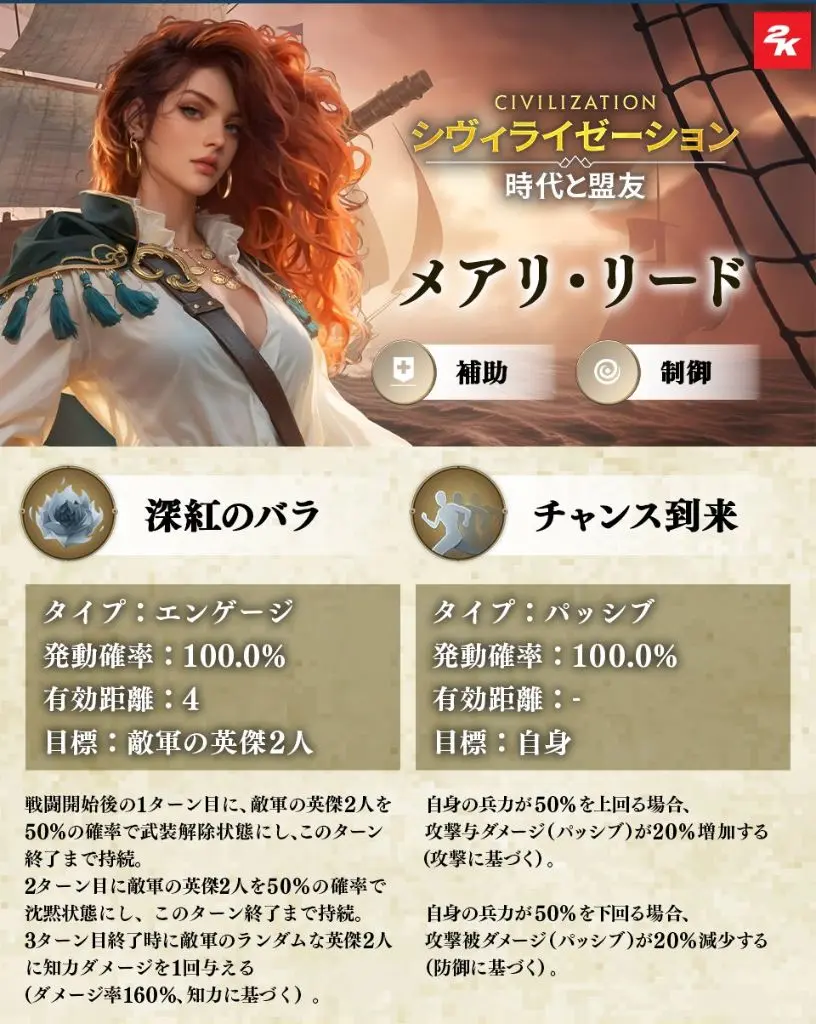 2K
CIVILIZATION
シヴィライゼーション
時代と盟友
メアリ・リード
補助
制御
深紅のバラ
タイプ：エンゲージ
発動確率：100.0%
有効距離：4
目標：敵軍の英傑2人
戦闘開始後の1ターン目に、敵軍の英傑2人を
50%の確率で武装解除状態にし、このターン
終了まで持続。
2ターン目に敵軍の英傑2人を50%の確率で
沈黙状態にし、このターン終了まで持続。
3ターン目終了時に敵軍のランダムな英傑2人
に知力ダメージを1回与える
(ダメージ率160%、知力に基づく) 。
チャンス到来
タイプ：パッシブ
発動確率：100.0%
有効距離：-
目標：自身
自身の兵力が50%を上回る場合、
攻撃与ダメージ(パッシブ)が20%増加する
(攻撃に基づく) 。
自身の兵力が50%を下回る場合、
攻撃被ダメージ(パッシブ)が20%減少する
(防御に基づく) 。